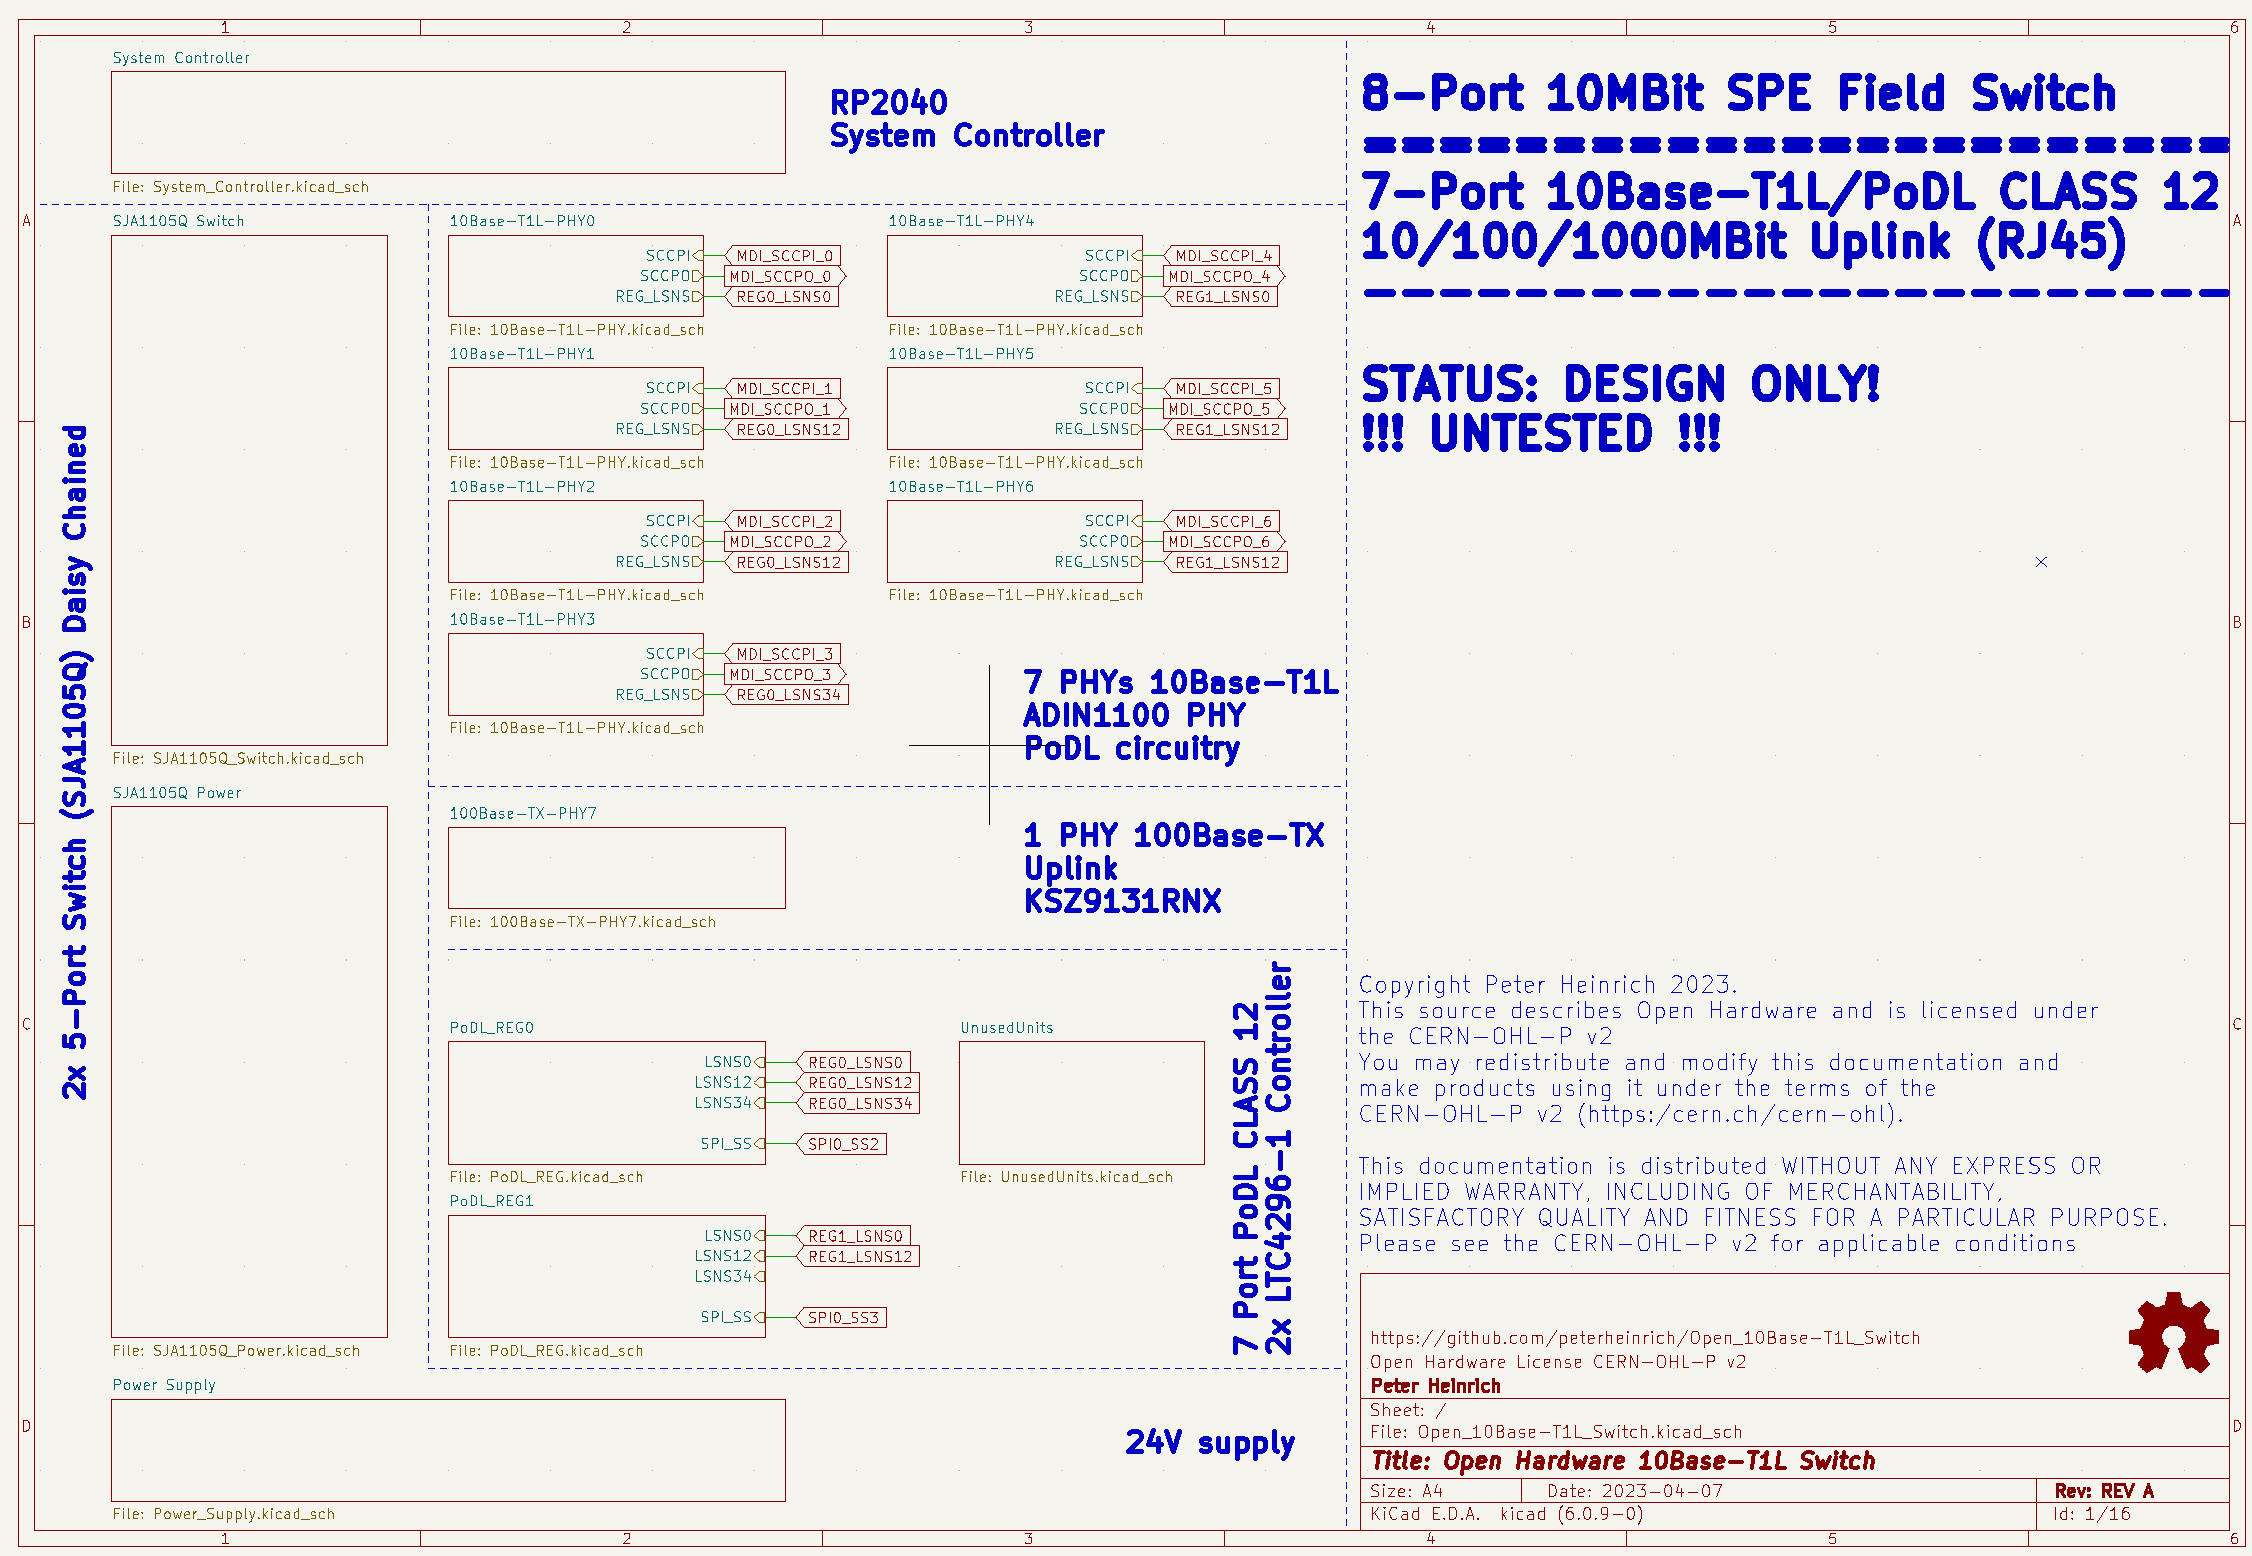 1 2 3 4 5 6
System Controller
RP2040
System Controller
File: System_Controller.kicad_sch
8-Port 10MBit SPE Field Switch
=======================
7-Port 10Base-T1L/PoDL CLASS 12
10/100/1000MBit Uplink (RJ45)
-----------------------
STATUS: DESIGN ONLY!
!!! UNTESTED !!!
A
A
B
B
C
C
D
D
2x 5-Port Switch (SJA1105Q) Daisy Chained
SJA1105Q Switch
File: SJA1105Q_Switch.kicad_sch
SJA1105Q Power
File: SJA1105Q_Power.kicad_sch
10Base-T1L-PHY0
SCCPI MDI_SCCPI_0
SCCPO MDI_SCCPO_0
REG_LSNS REG0_LSNS0
File: 10Base-T1L-PHY.kicad_sch
10Base-T1L-PHY1
SCCPI MDI_SCCPI_1
SCCPO MDI_SCCPO_1
REG_LSNS REG0_LSNS12
File: 10Base-T1L-PHY.kicad_sch
10Base-T1L-PHY2
SCCPI MDI_SCCPI_2
SCCPO MDI_SCCPO_2
REG_LSNS REG0_LSNS12
File: 10Base-T1L-PHY.kicad_sch
10Base-T1L-PHY3
SCCPI MDI_SCCPI_3
SCCPO MDI_SCCPO_3
REG_LSNS REG0_LSNS34
File: 10Base-T1L-PHY.kicad_sch
10Base-T1L-PHY4
SCCPI MDI_SCCPI_4
SCCPO MDI_SCCPO_4
REG_LSNS REG1_LSNS0
File: 10Base-T1L-PHY.kicad_sch
10Base-T1L-PHY5
SCCPI MDI_SCCPI_5
SCCPO MDI_SCCPO_5
REG_LSNS REG1_LSNS12
File: 10Base-T1L-PHY.kicad_sch
10Base-T1L-PHY6
SCCPI MDI_SCCPI_6
SCCPO MDI_SCCPO_6
REG_LSNS REG1_LSNS12
File: 10Base-T1L-PHY.kicad_sch
7 PHYs 10Base-T1L
ADIN1100 PHY
PoDL circuitry
100Base-TX-PHY7
File: 100Base-TX-PHY7.kicad_sch
1 PHY 100Base-TX
Uplink
KSZ9131RNX
PoDL_REG0
LSNS0 REG0_LSNS0
LSNS12 REG0_LSNS12
LSNS34 REG0_LSNS34
SPI_SS SPI0_SS2
File: PoDL_REG.kicad_sch
UnusedUnits
File: UnusedUnits.kicad_sch
PoDL_REG1
LSNS0 REG1_LSNS0
LSNS12 REG1_LSNS12
LSNS34
SPI_SS SPI0_SS3
File: PoDL_REG.kicad_sch
7 Port PoDL CLASS 12
2x LTC4296-1 Controller
Power Supply
File: Power_Supply.kicad_sch
24V supply
Copyright Peter Heinrich 2023.
This source describes Open Hardware and is licensed under
the CERN-OHL-P v2
You may redistribute and modify this documentation and
make products using it under the terms of the
CERN-OHL-P v2 (https:/cern.ch/cern-ohl).
This documentation is distributed WITHOUT ANY EXPRESS OR
IMPLIED WARRANTY, INCLUDING OF MERCHANTABILITY,
SATISFACTORY QUALITY AND FITNESS FOR A PARTICULAR PURPOSE.
Please see the CERN-OHL-P v2 for applicable conditions
https://github.com/peterheinrich/Open_10Base-T1L_Switch
Open Hardware License CERN-OHL-P v2
Peter Heinrich
Sheet: /
File: Open_10Base-T1L_Switch.kicad_sch
Title: Open Hardware 10Base-T1L Switch
Size: A4 Date: 2023-04-07 Rev: REV A
KiCad E.D.A. kicad (6.0.9-0) Id: 1/16
1 2 3 4 5 6